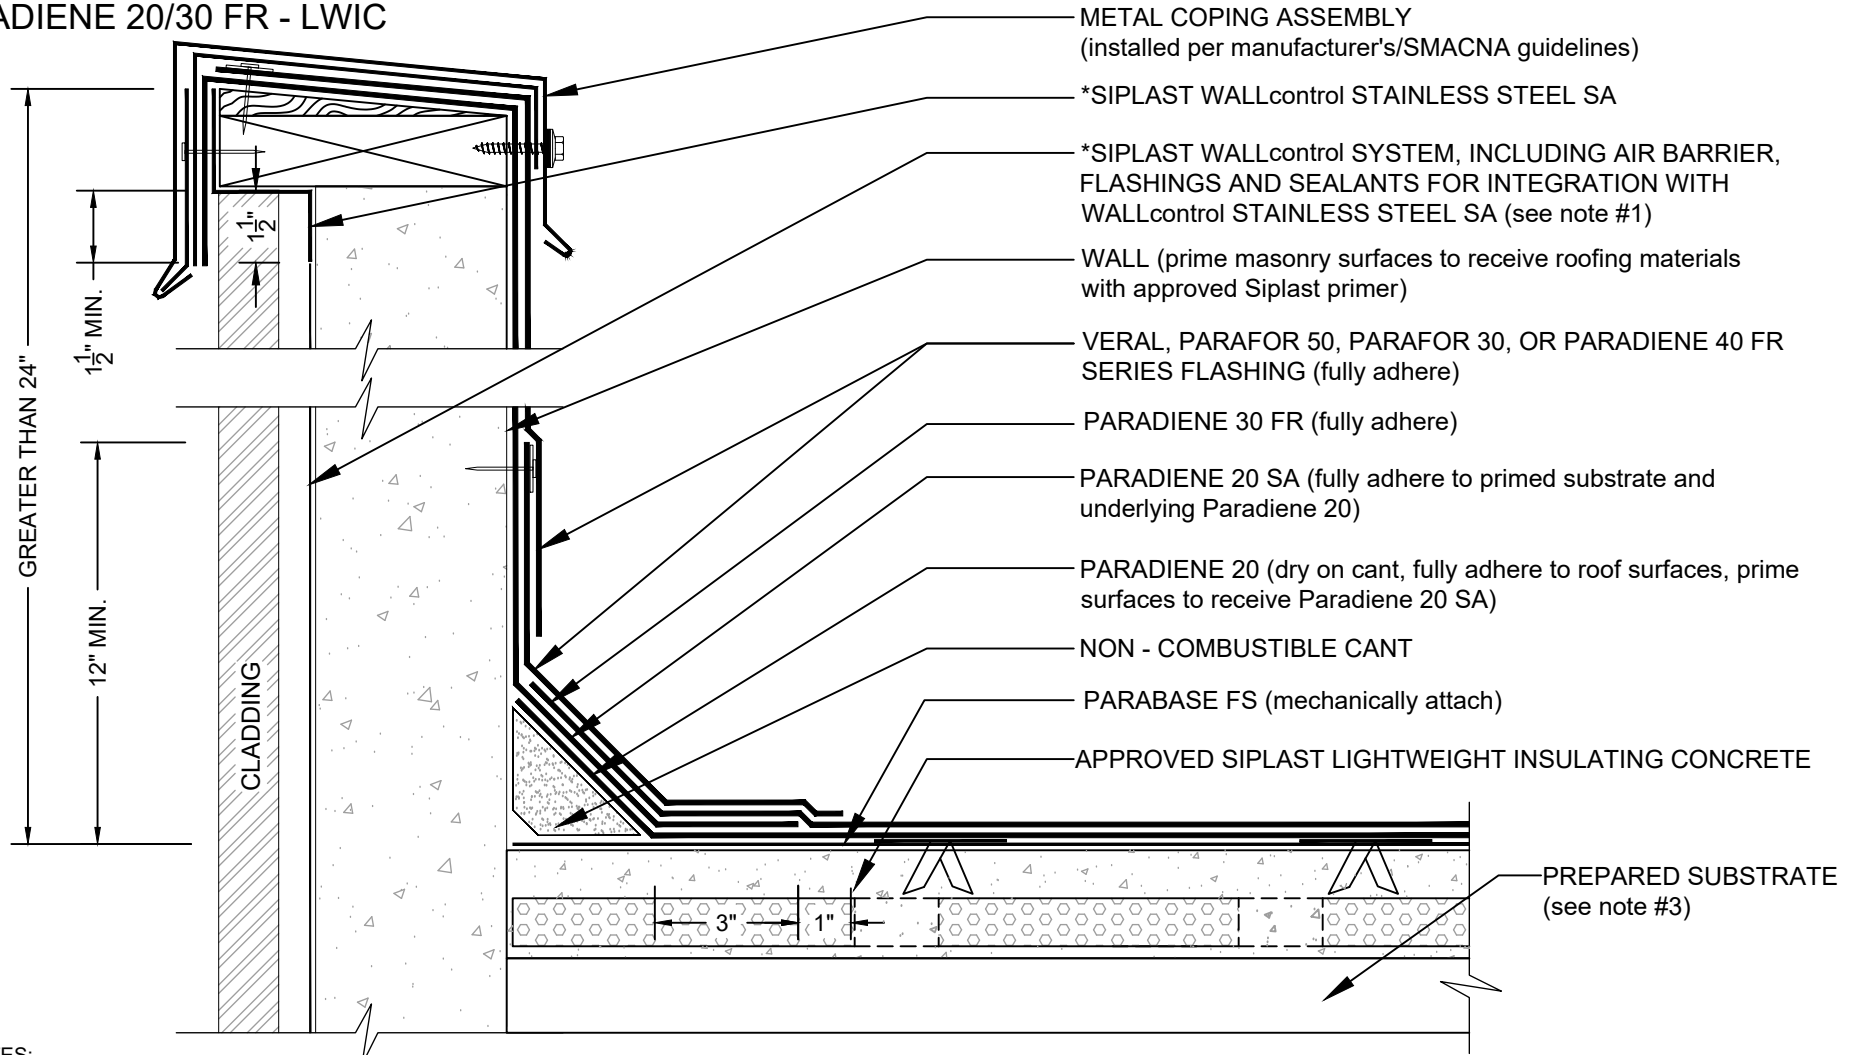 ADIENE 20/30 FR - LWIC
METAL COPING ASSEMBLY
(installed per manufacturer's/SMACNA guidelines)
*SIPLAST WALLcontrol STAINLESS STEEL SA
*SIPLAST WALLcontrol SYSTEM, INCLUDING AIR BARRIER,
FLASHINGS AND SEALANTS FOR INTEGRATION WITH
WALLcontrol STAINLESS STEEL SA (see note #1)
WALL (prime masonry surfaces to receive roofing materials
with approved Siplast primer)
VERAL, PARAFOR 50, PARAFOR 30, OR PARADIENE 40 FR
SERIES FLASHING (fully adhere)
PARADIENE 30 FR (fully adhere)
PARADIENE 20 SA (fully adhere to primed substrate and
underlying Paradiene 20)
PARADIENE 20 (dry on cant, fully adhere to roof surfaces, prime
surfaces to receive Paradiene 20 SA)
NON - COMBUSTIBLE CANT
PARABASE FS (mechanically attach)
APPROVED SIPLAST LIGHTWEIGHT INSULATING CONCRETE
PREPARED SUBSTRATE
(see note #3)
GREATER THAN 24"
1 1/2" MIN.
12" MIN.
1 1/2"
CLADDING
3"
1"
ES: